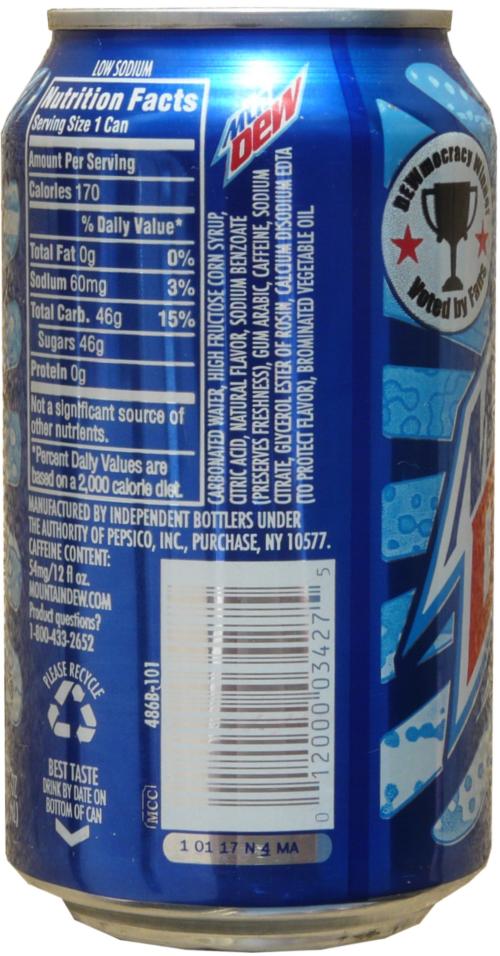 LOW SODIUM
Nutrition Facts
Serving Size 1 Can
Amount Per Serving
Calories 170
% Daily Value*
Total Fat 0g 0%
Sodium 60mg 3%
Total Carb. 46g 15%
Sugars 46g
Protein 0g
Not a significant source of
other nutrients.
*Percent Daily Values are
based on a 2,000 calorie diet.
Mtn
DEW
CARBONATED WATER, HIGH FRUCTOSE CORN SYRUP,
CITRIC ACID, NATURAL FLAVOR, SODIUM BENZOATE
(PRESERVES FRESHNESS), GUM ARABIC, CAFFEINE, SODIUM
CITRATE, GLYCEROL ESTER OF ROSIN, CALCIUM DISODIUM EDTA
(TO PROTECT FLAVOR), BROMINATED VEGETABLE OIL.
MANUFACTURED BY INDEPENDENT BOTTLERS UNDER
THE AUTHORITY OF PEPSICO, INC., PURCHASE, NY 10577.
CAFFEINE CONTENT:
54mg/12 fl oz.
MOUNTAINDEW.COM
Product questions?
1-800-433-2652
PLEASE RECYCLE
BEST TASTE
DRINK BY DATE ON
BOTTOM OF CAN
486B-101
MCC
0 12000 03427 5
1 01 17 N 4 MA
DEWmocracy Winner
Voted by Fans